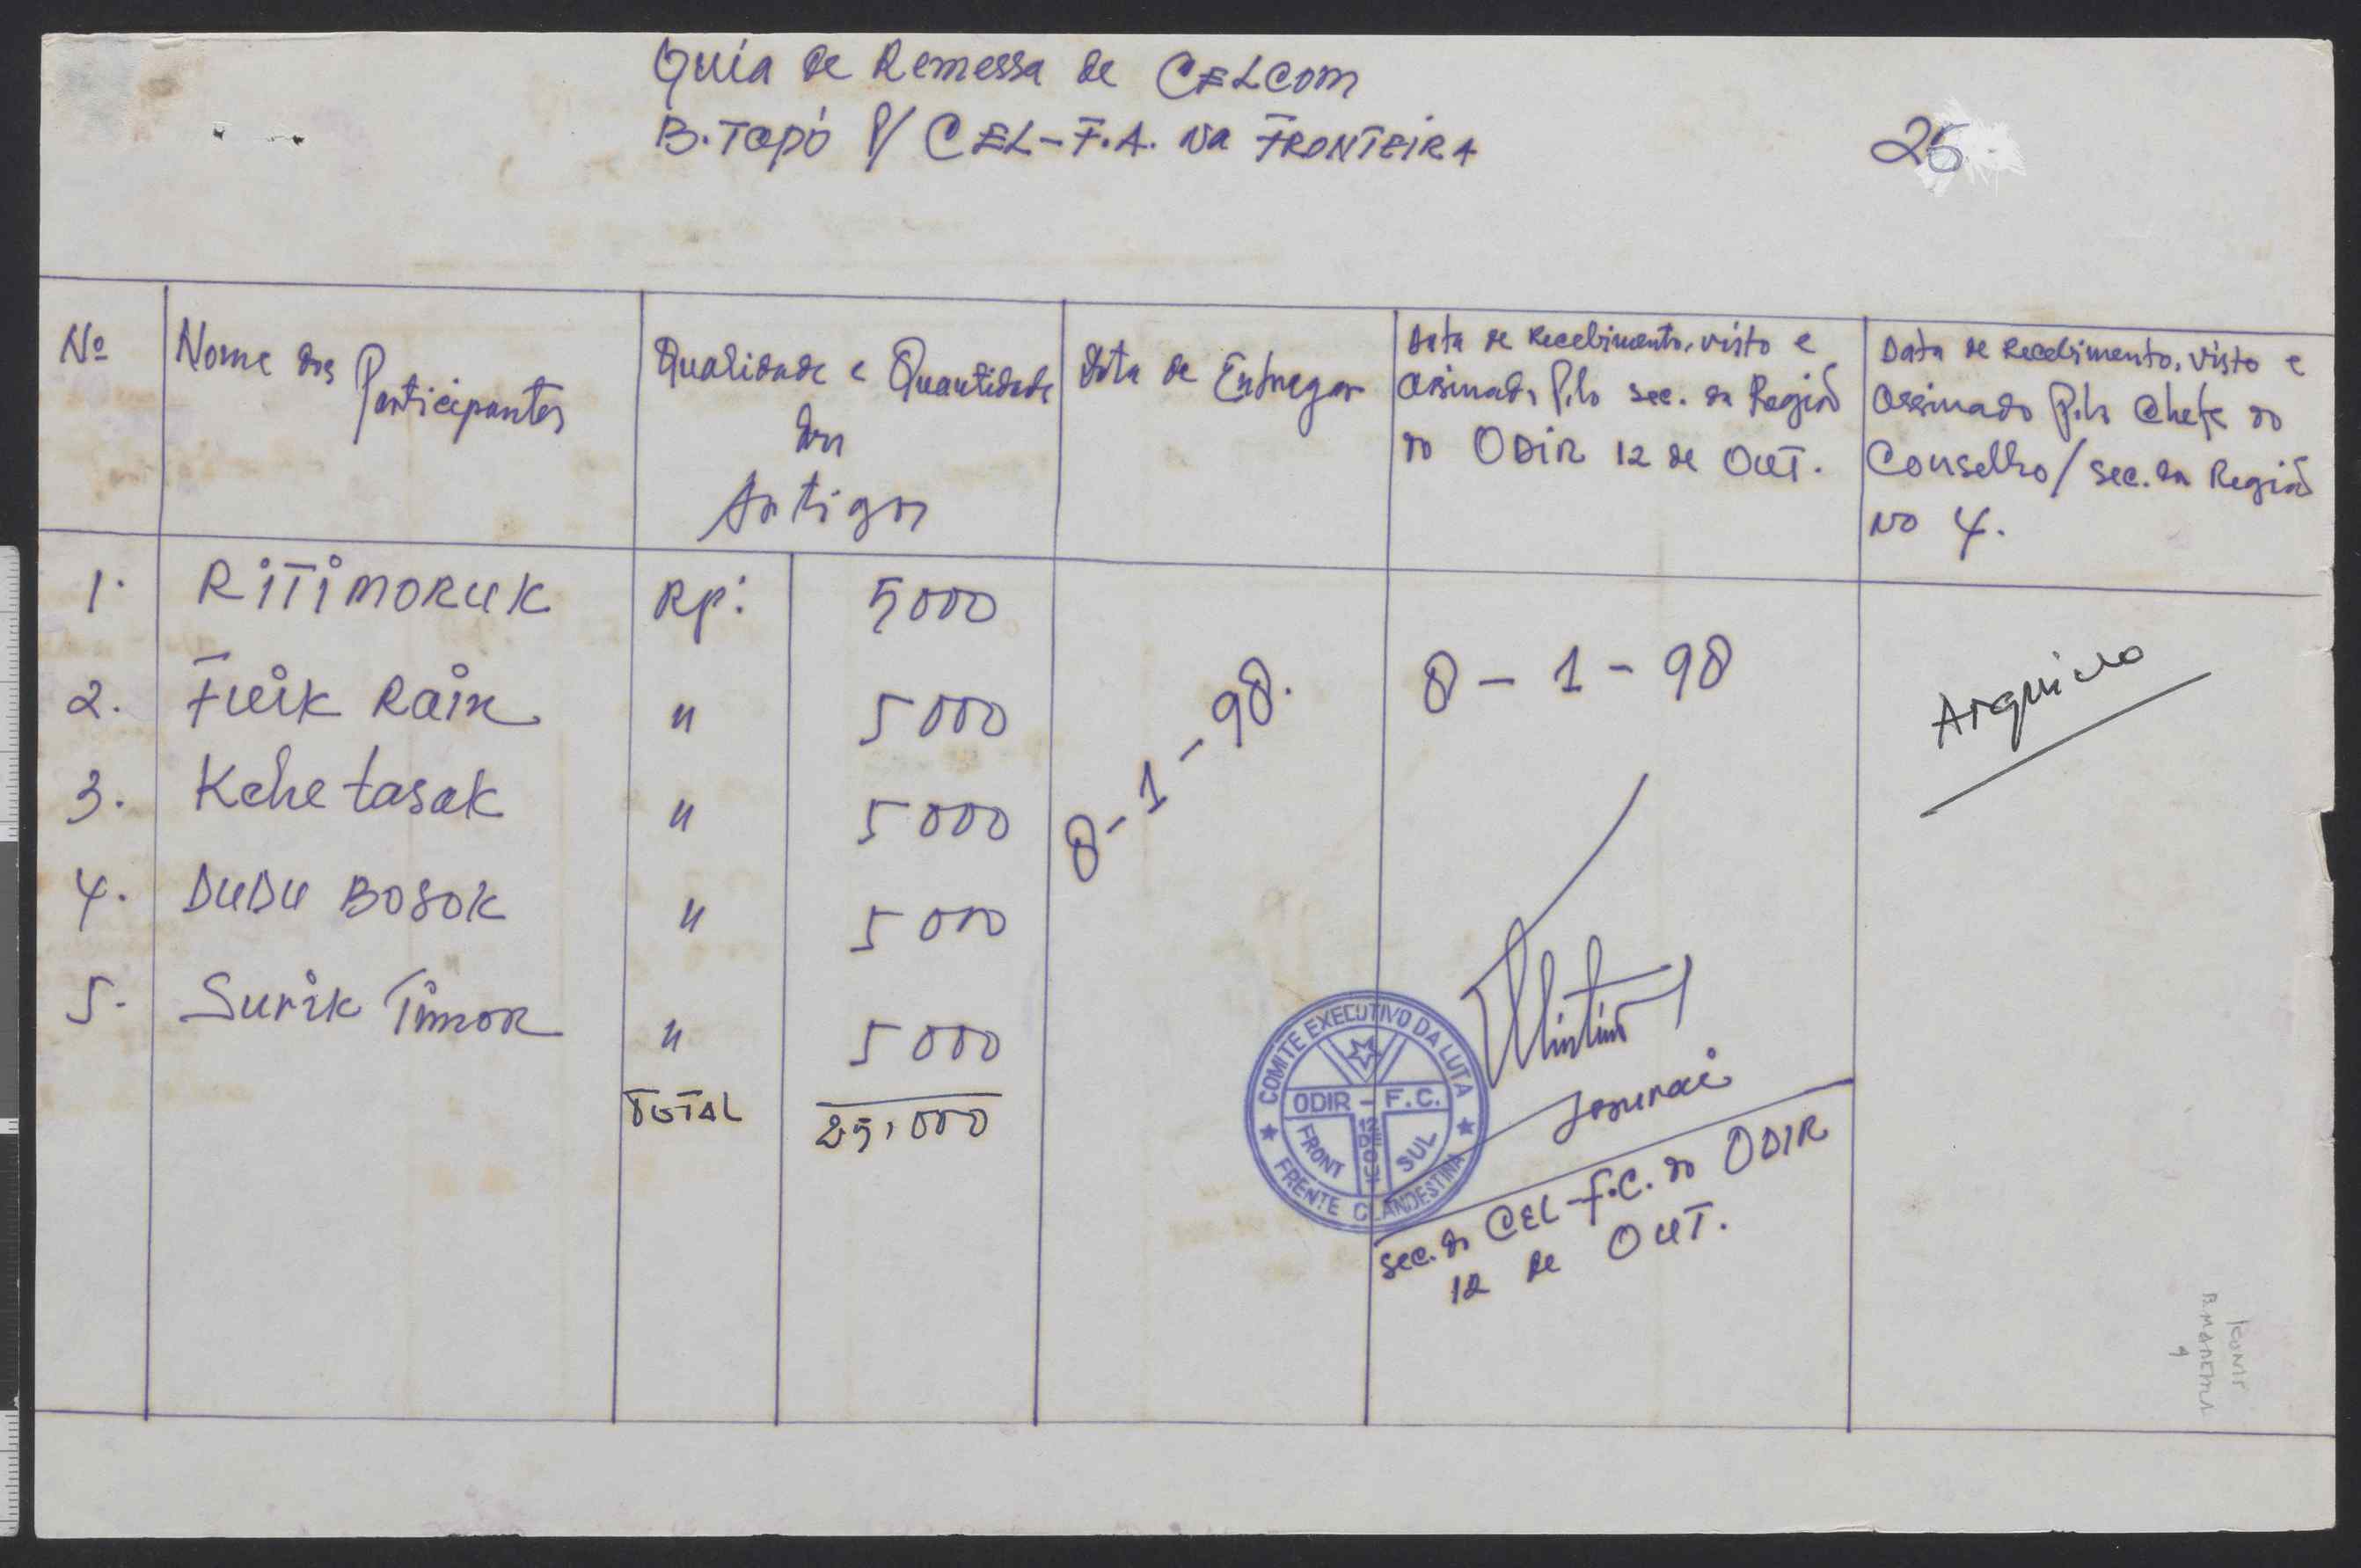 Guia de Remessa de CELCOM
B. TOPÓ P/ CEL-F.A. Na FRONTEIRA
26
Nº
Nome dos
Participantes
Qualidade e Quantidade
dos
Artigos
Data de Entregar
Data de Recebimento, visto e
assinado pelo sec. da Região
do ODIR 12 de OUT.
Data de Recebimento, visto e
assinado pelo chefe do
Conselho/sec. da Região
no 4.
1. RITIMORUK Rp: 5000
2. Fuik Rain " 5000
3. Kehetasak " 5000
4. DUDU BOSOK " 5000
5. Surik Timor " 5000
TOTAL 25,000
8-1-98.
8-1-98
Arquivo
COMITÉ EXECUTIVO DA LUTA
ODIR - F.C.
FRONT SUL
12 DE OUT
FRENTE CLANDESTINA
sec. do CEL-F.C. do ODIR
12 de OUT.